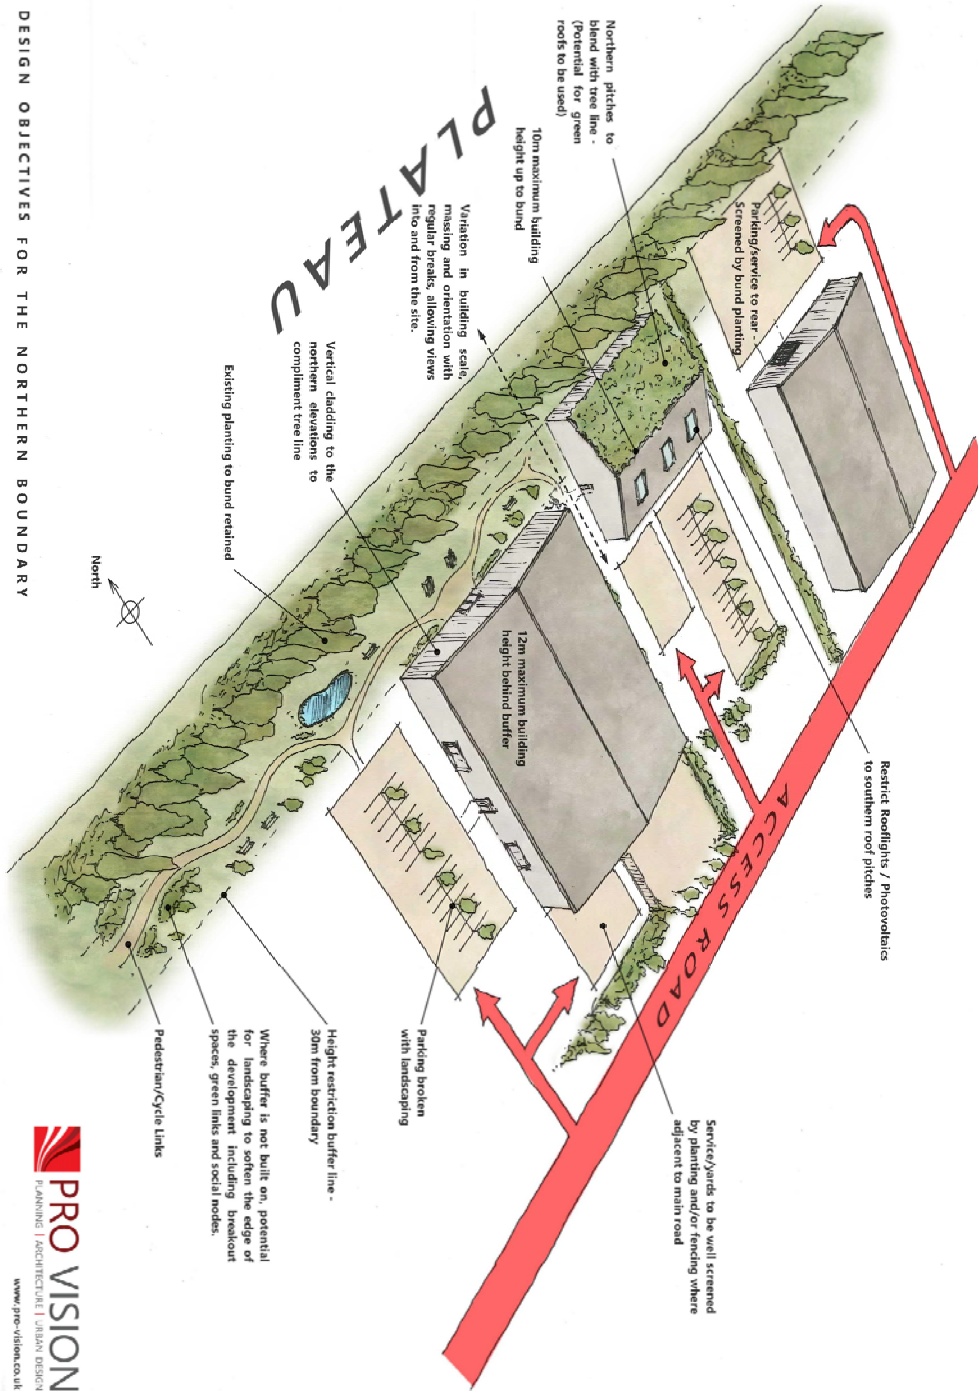 DESIGN OBJECTIVES FOR THE NORTHERN BOUNDARY
Northern pitches to
blend with tree line -
(Potential for green
roofs to be used)
10m maximum building
height up to bund
Variation in building scale,
massing and orientation with
regular breaks, allowing views
into and from the site.
Vertical cladding to the
northern elevations to
compliment tree line
Existing planting to bund retained
PLATEAU
Parking/service to rear -
Screened by bund planting
12m maximum building
height behind buffer
North
ACCESS ROAD
Restrict Rooflights / Photovoltaics
to southern roof pitches
Service/yards to be well screened
by planting and/or fencing where
adjacent to main road
Parking broken
with landscaping
Height restriction buffer line -
30m from boundary
Where buffer is not built on, potential
for landscaping to soften the edge of
the development including breakout
spaces, green links and social nodes.
Pedestrian/Cycle Links
PRO VISION
PLANNING | ARCHITECTURE | URBAN DESIGN
www.pro-vision.co.uk